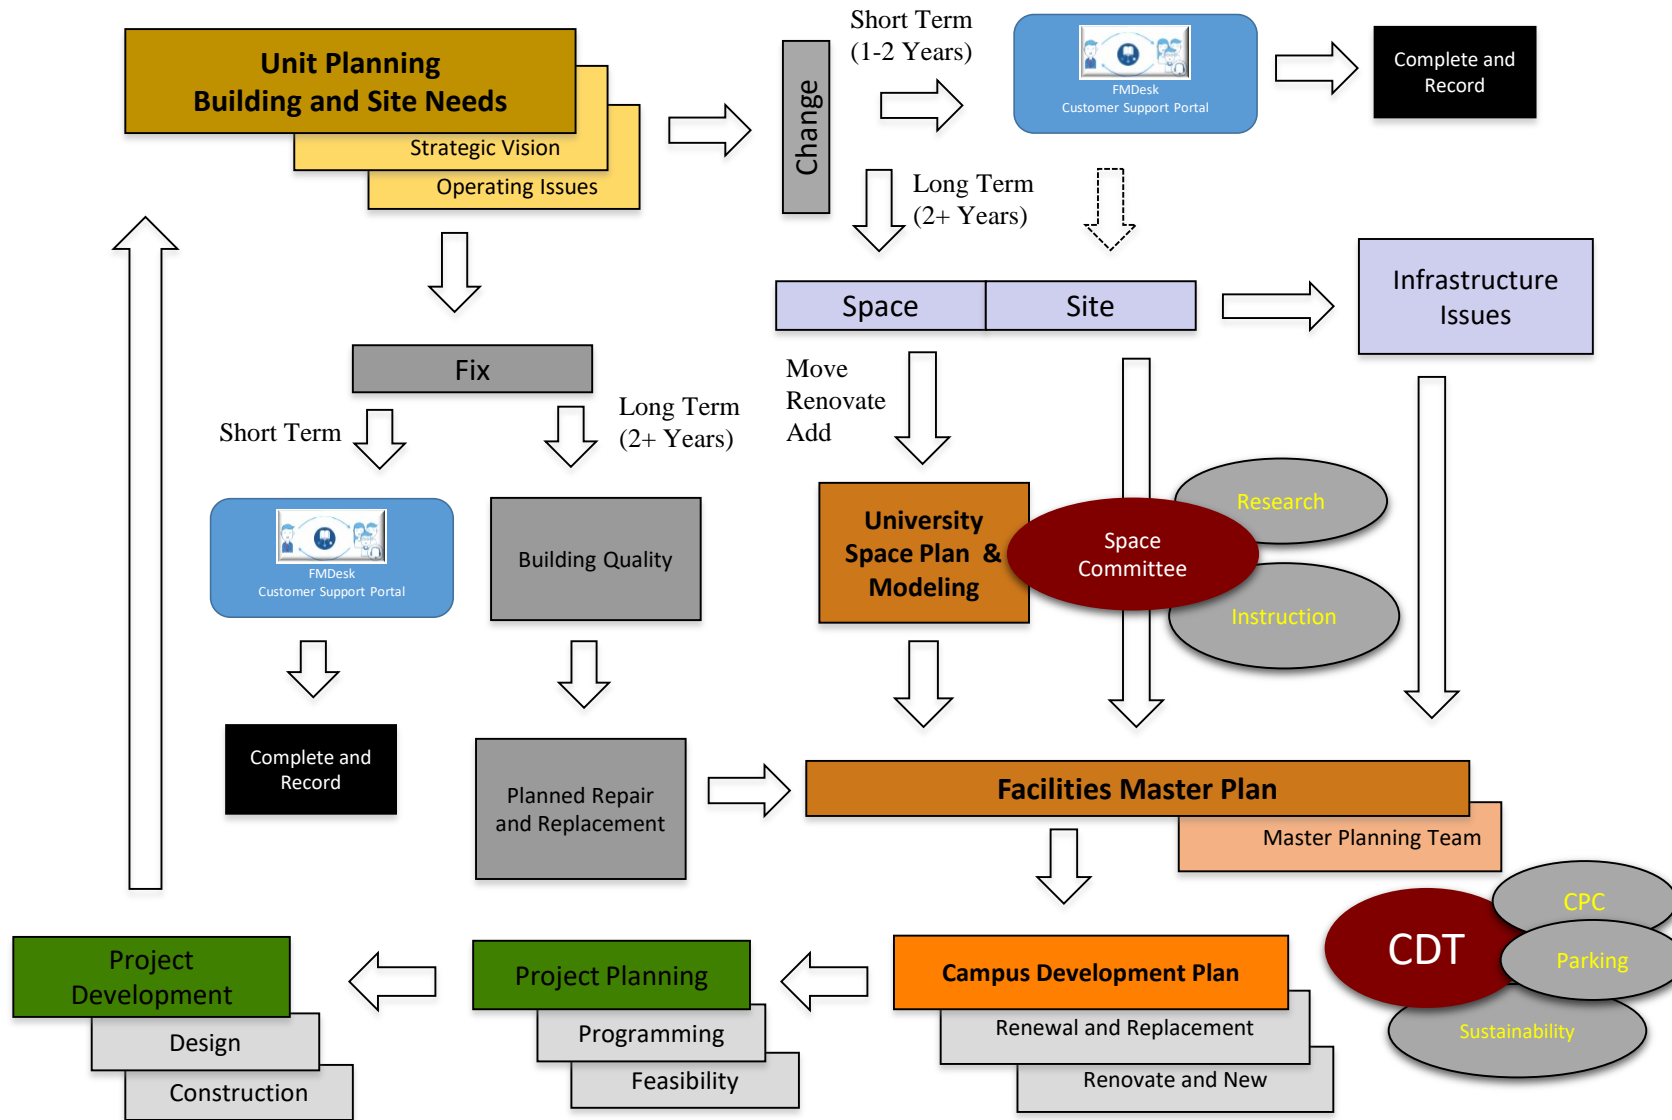 Unit Planning
Building and Site Needs
Strategic Vision
Operating Issues
Change
Short Term
(1-2 Years)
FMDesk
Customer Support Portal
Complete and
Record
Long Term
(2+ Years)
Space
Site
Infrastructure
Issues
Fix
Short Term
Long Term
(2+ Years)
Move
Renovate
Add
FMDesk
Customer Support Portal
Building Quality
University
Space Plan & 
Modeling
Space
Committee
Research
Instruction
Complete and
Record
Planned Repair
and Replacement
Facilities Master Plan
Master Planning Team
CDT
CPC
Parking
Sustainability
Campus Development Plan
Renewal and Replacement
Renovate and New
Project Planning
Programming
Feasibility
Project
Development
Design
Construction